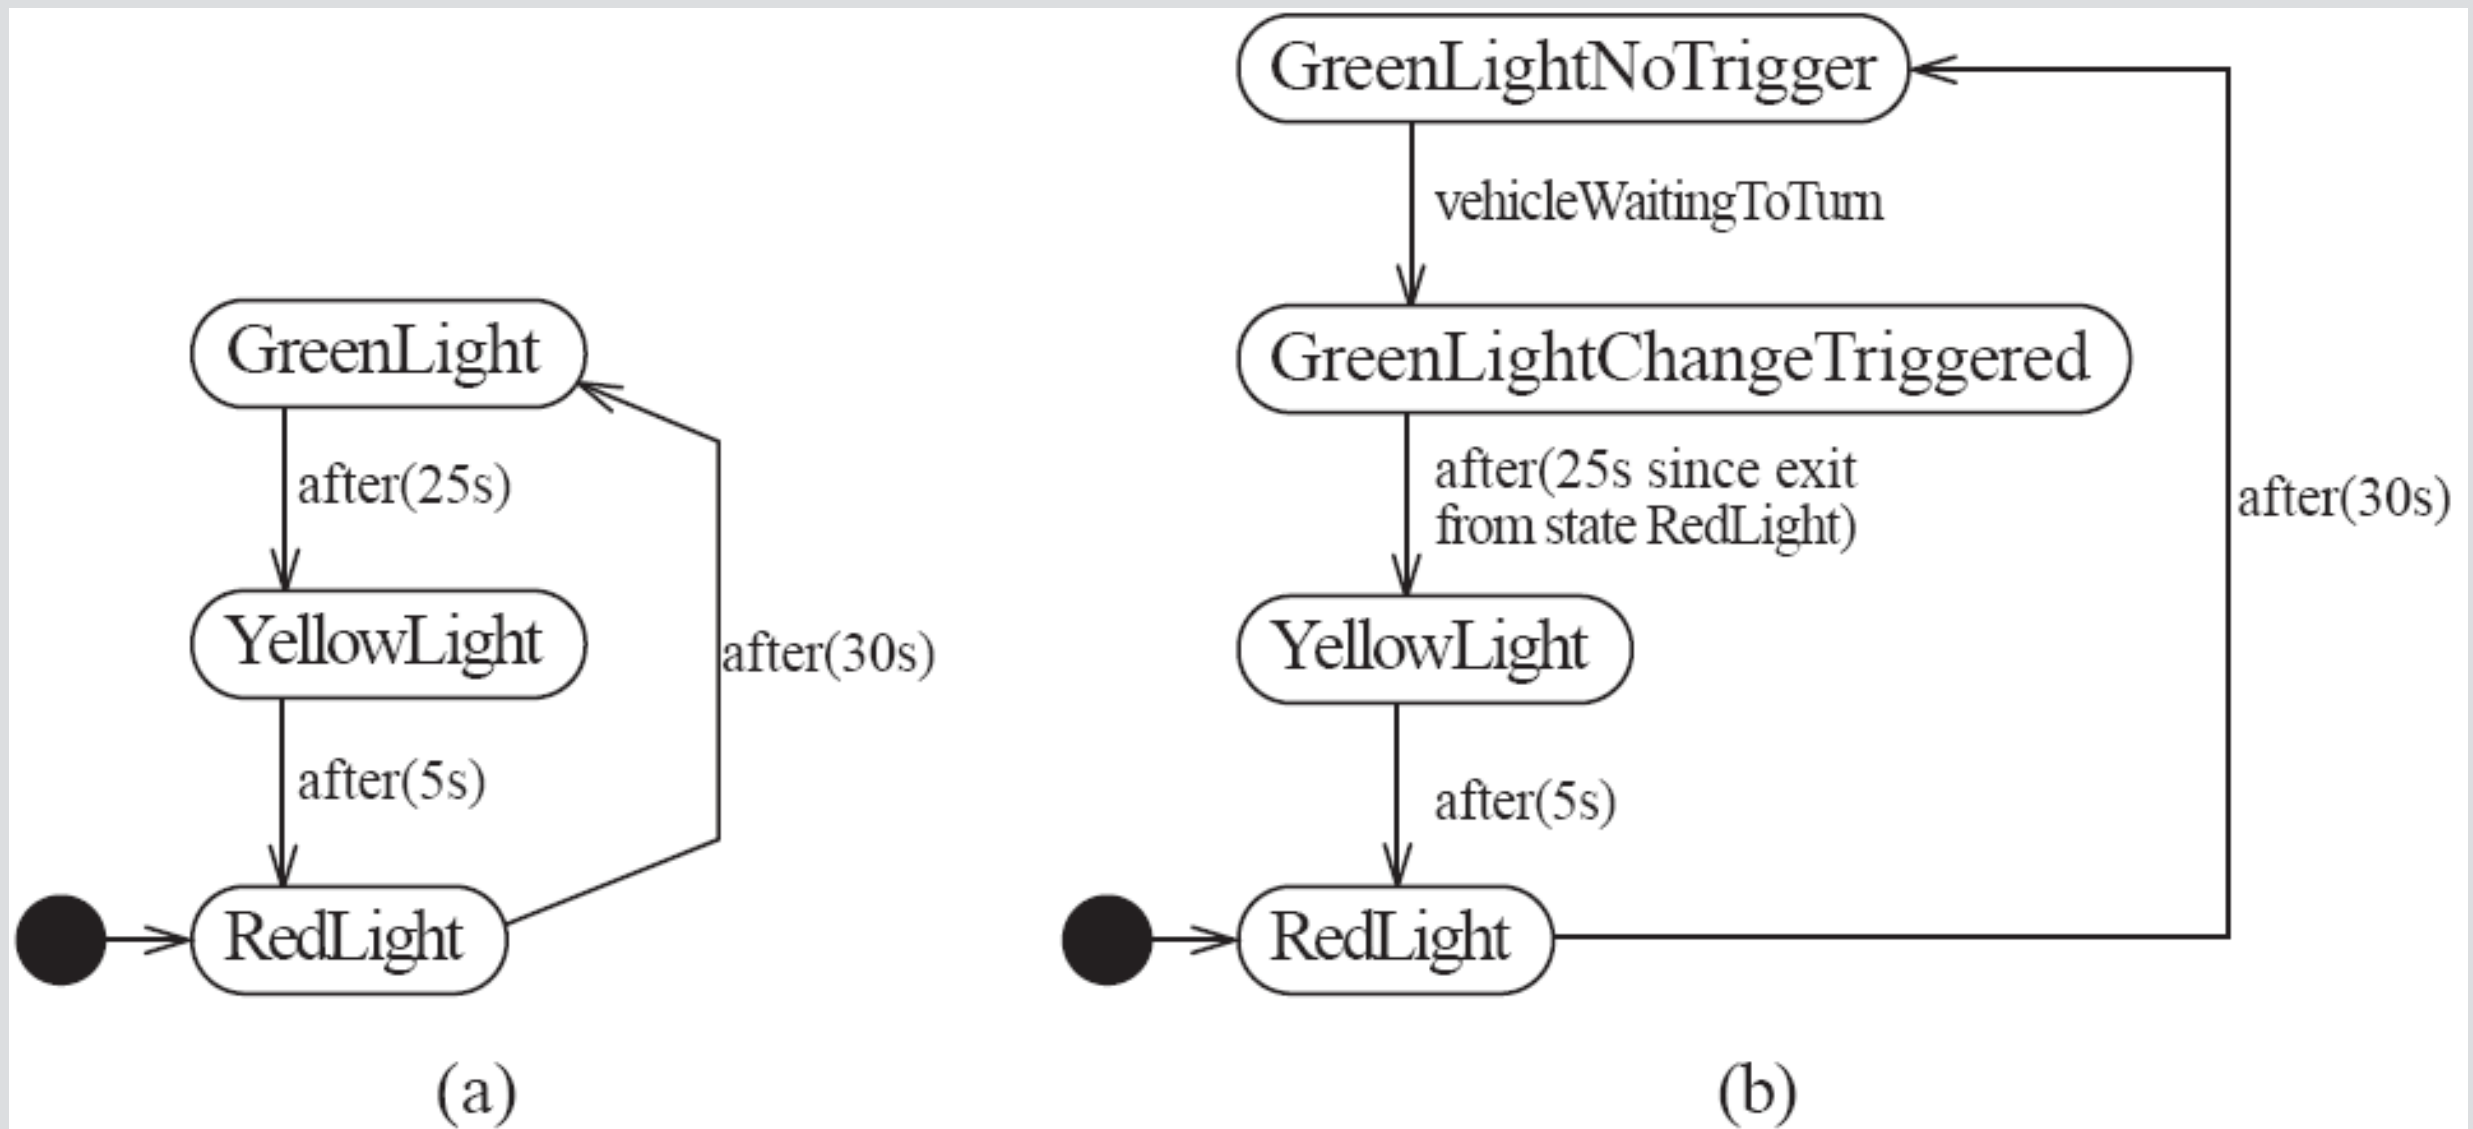 GreenLight
after(25s)
YellowLight
after(30s)
after(5s)
RedLight
(a)
GreenLightNoTrigger
vehicleWaitingToTurn
GreenLightChangeTriggered
after(25s since exit
from state RedLight)
after(30s)
YellowLight
after(5s)
RedLight
(b)